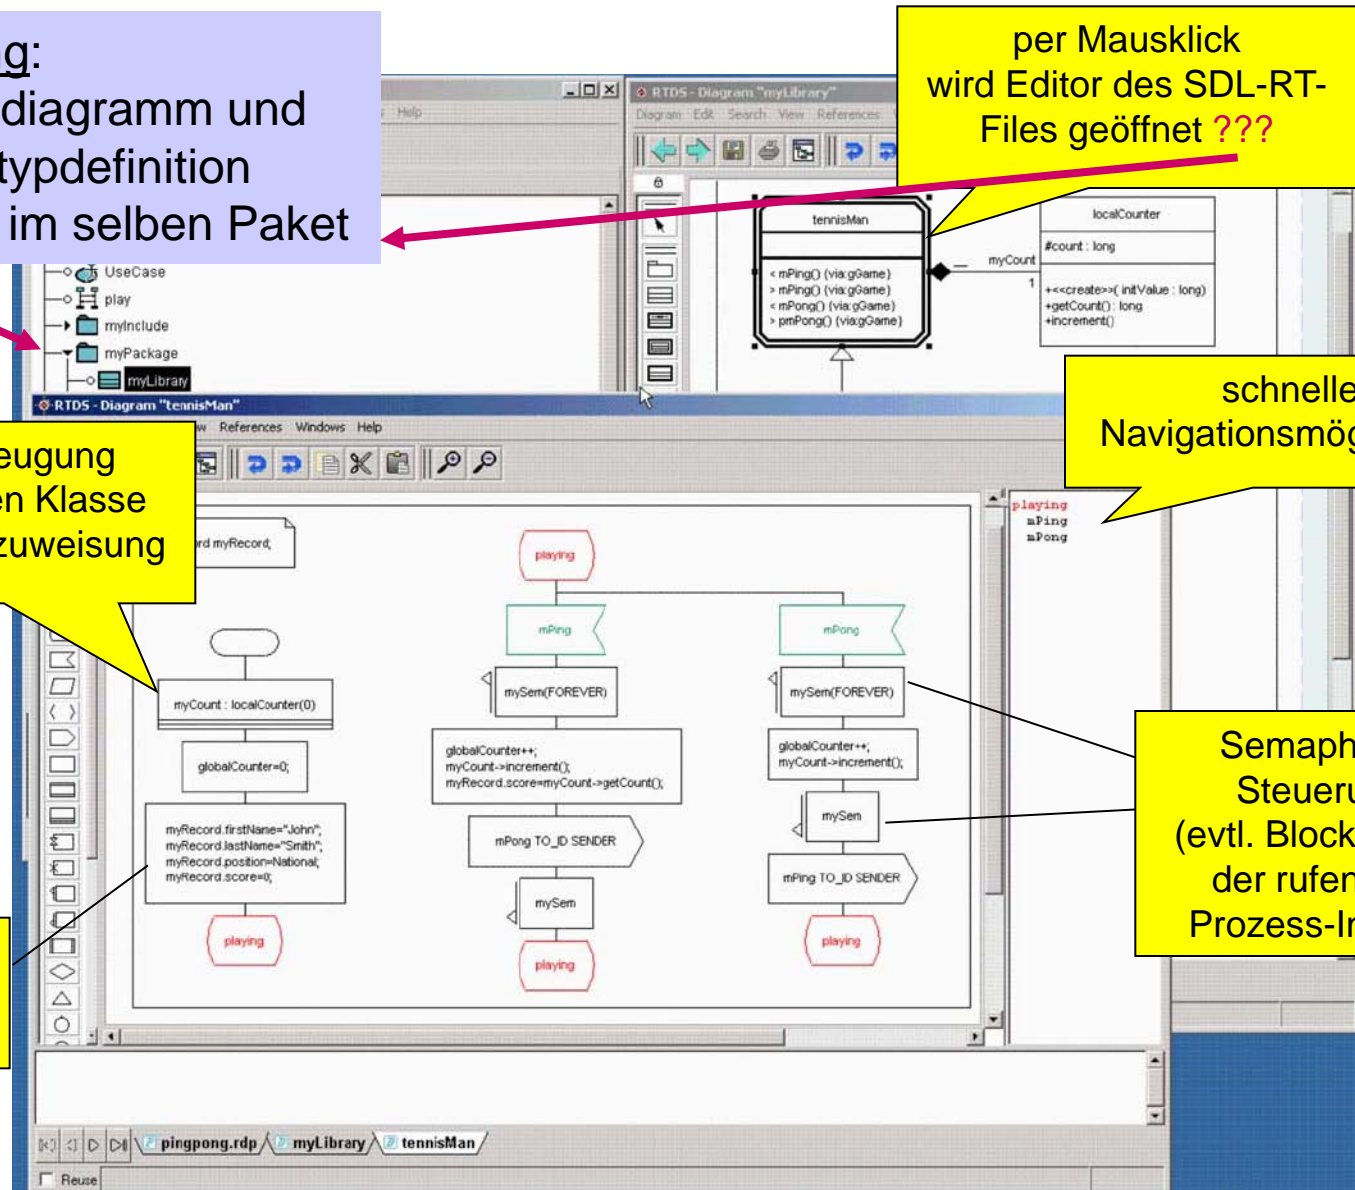 g:
diagramm und
typdefinition
im selben Paket
per Mausklick
wird Editor des SDL-RT-
Files geöffnet ???
Help
RTDS - Diagram "myLibrary"
Diagram Edit Search View References
UseCase
play
myInclude
myPackage
myLibrary
tennisMan
< mPing() {via:gGame}
> mPing() {via:gGame}
< mPong() {via:gGame}
> pmPong() {via:gGame}
myCount
1
localCounter
#count : long
+<<create>>( initValue : long)
+getCount() : long
+increment()
schnelle
Navigationsmög
RTDS - Diagram "tennisMan"
w References Windows Help
eugung
en Klasse
zuweisung
rd myRecord;
myCount : localCounter(0)
globalCounter=0;
myRecord.firstName="John";
myRecord.lastName="Smith";
myRecord.position=National;
myRecord.score=0;
playing
playing
mPing
mySem(FOREVER)
globalCounter++;
myCount->increment();
myRecord.score=myCount->getCount();
mPong TO_ID SENDER
mySem
playing
mPong
mySem(FOREVER)
globalCounter++;
myCount->increment();
mySem
mPing TO_ID SENDER
playing
playing
mPing
mPong
Semaph
Steueru
(evtl. Block
der rufen
Prozess-In
pingpong.rdp
myLibrary
tennisMan
Reuse